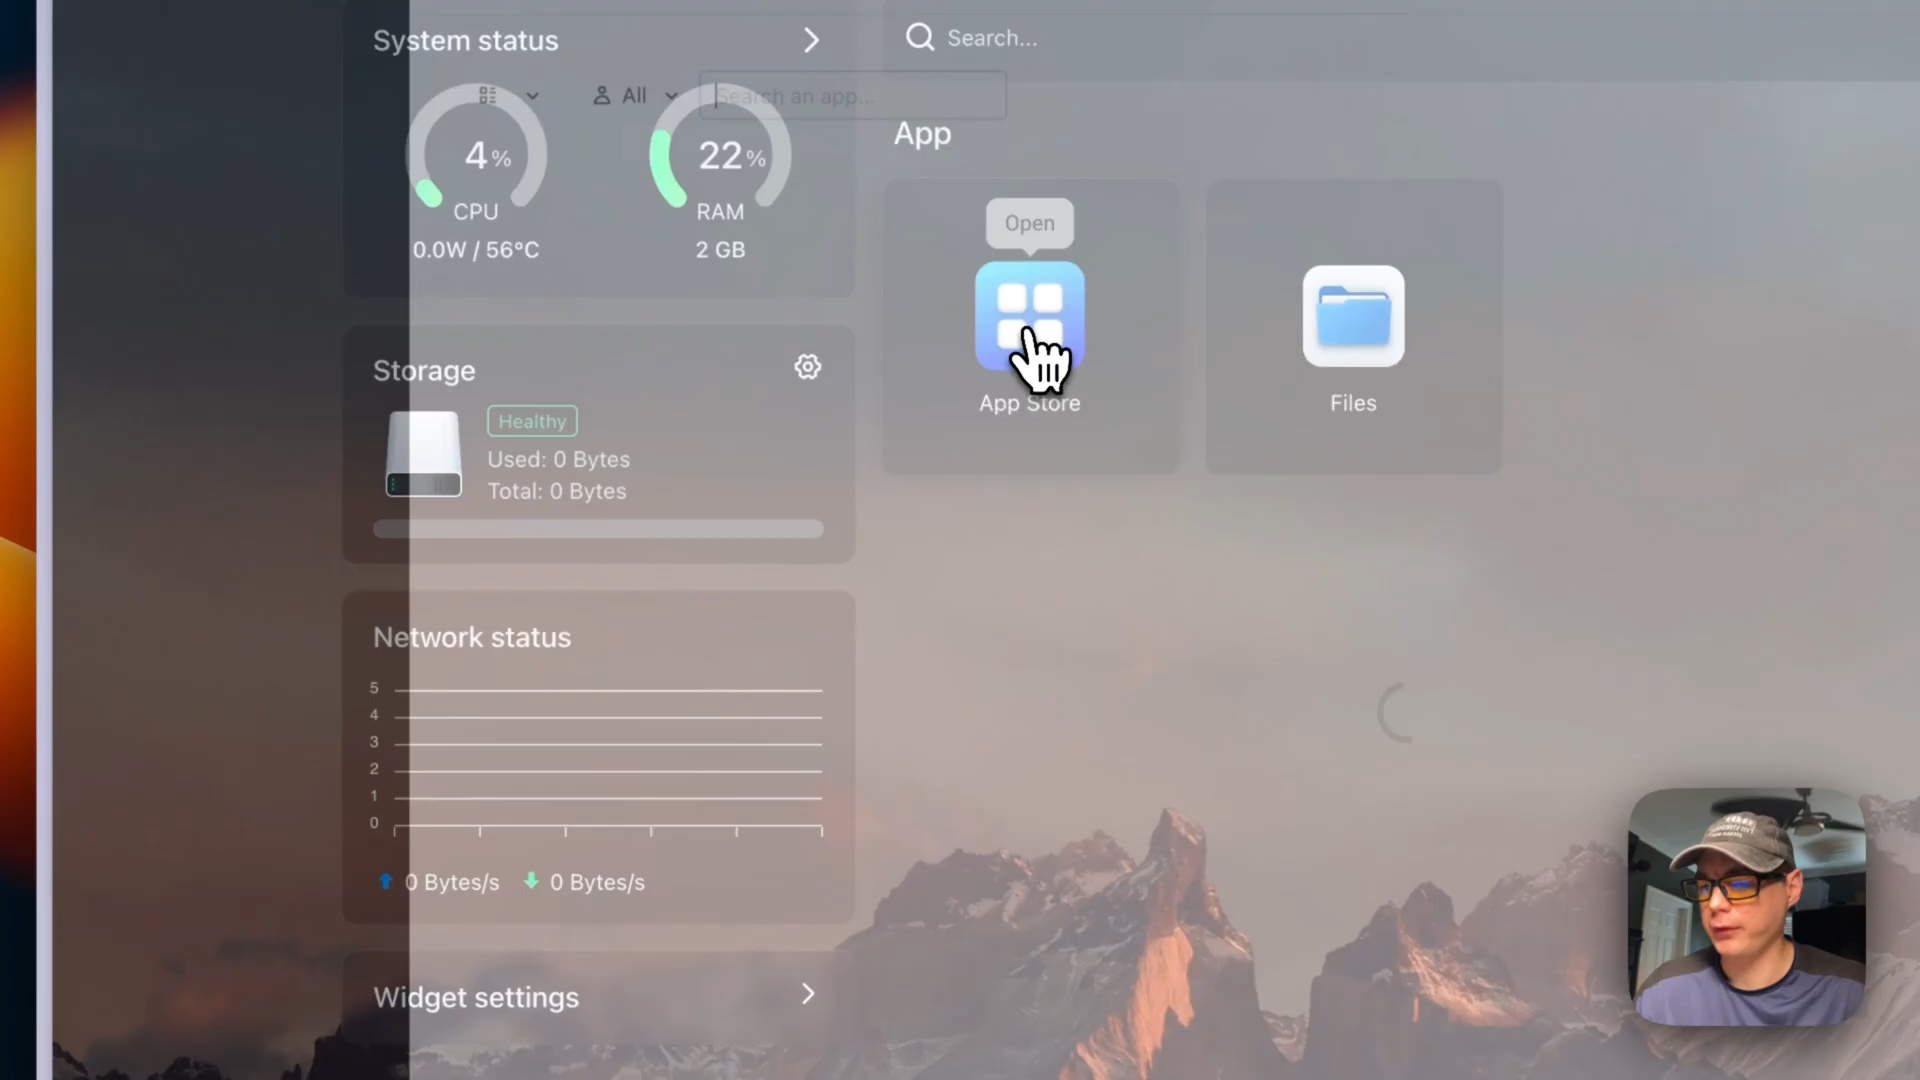 System status
Search...
All
Search an app...
4%
22%
CPU
RAM
0.0W / 56°C
2 GB
App
Open
App Store
Files
Storage
Healthy
Used: 0 Bytes
Total: 0 Bytes
Network status
5
4
3
2
1
0
0 Bytes/s
0 Bytes/s
Widget settings